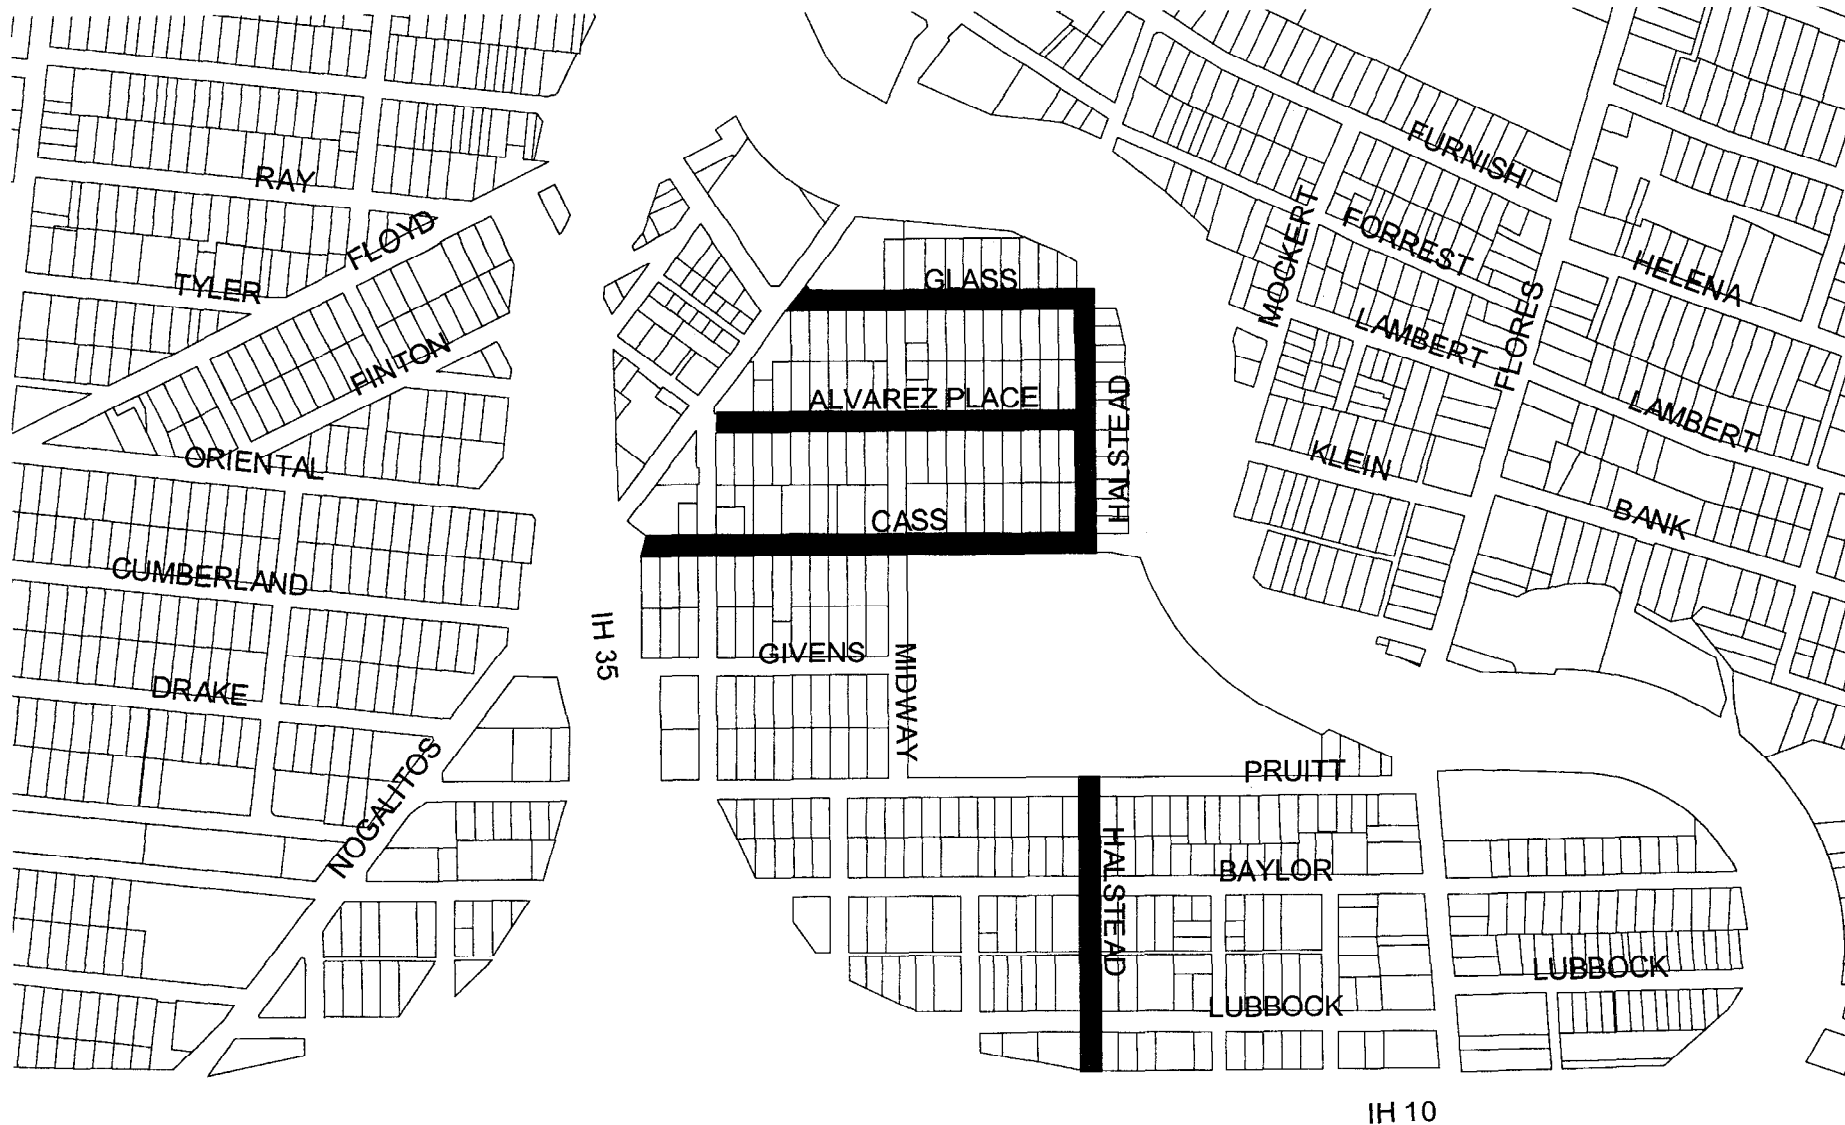 FURNISH
RAY
FLOYD
MOCKERT
FORREST
HELENA
GLASS
TYLER
FLORES
LAMBERT
FINTON
ALVAREZ PLACE
HALSTEAD
LAMBERT
ORIENTAL
KLEIN
CASS
BANK
CUMBERLAND
IH 35
GIVENS
MIDWAY
DRAKE
NOGALITOS
PRUITT
HALSTEAD
BAYLOR
LUBBOCK
LUBBOCK
IH 10